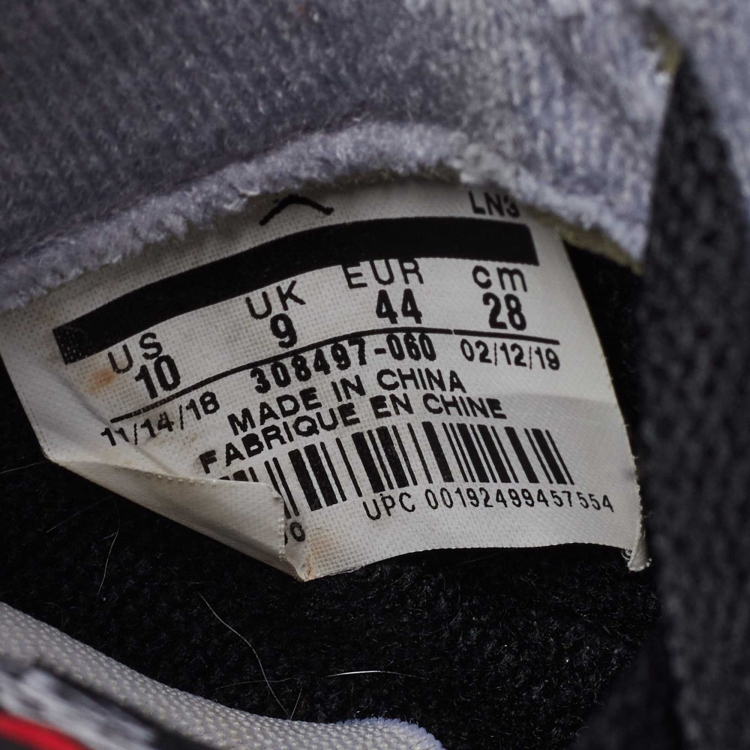 LN3
US UK EUR cm
10 9 44 28
11/14/18 308497-060 02/12/19
MADE IN CHINA
FABRIQUE EN CHINE
UPC 00192499457554